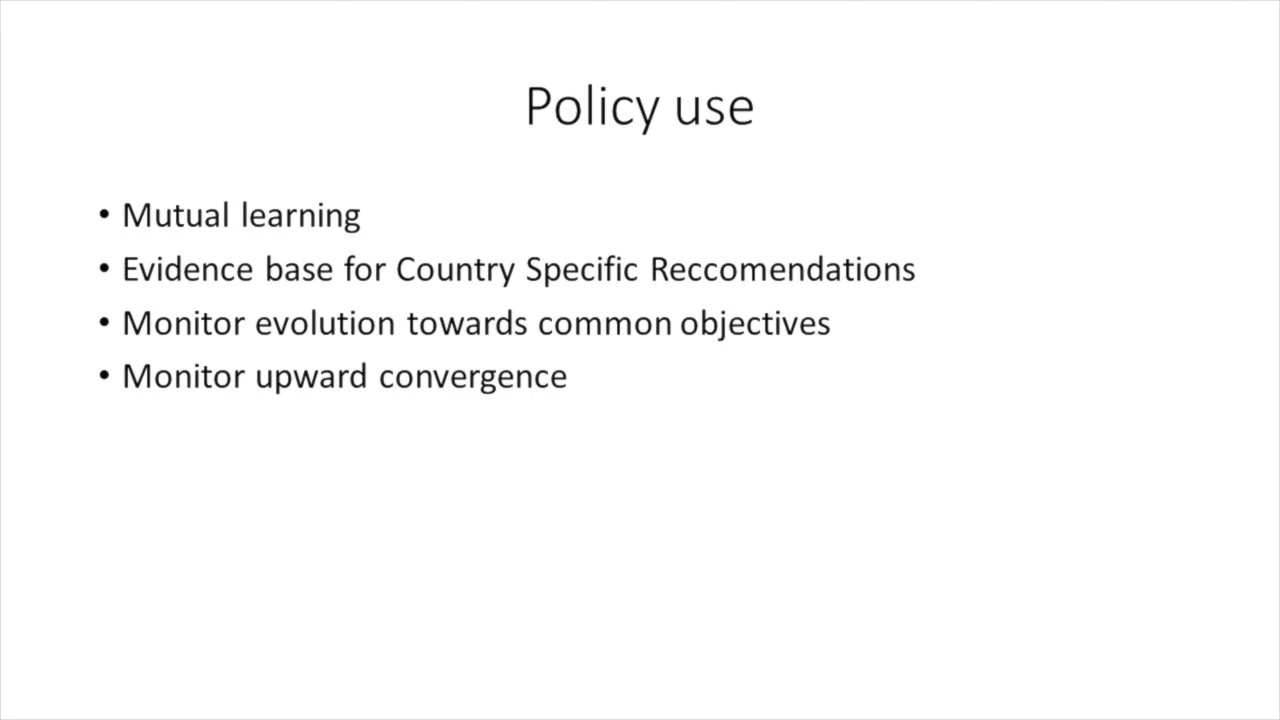 Policy use
• Mutual learning
• Evidence base for Country Specific Reccomendations
• Monitor evolution towards common objectives
• Monitor upward convergence